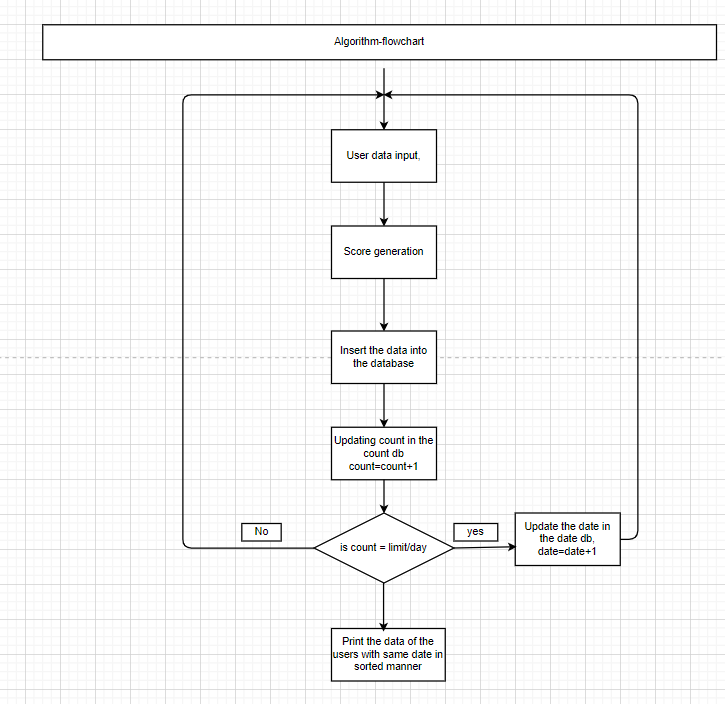 Algorithm-flowchart
User data input,
Score generation
Insert the data into
the database
Updating count in the
count db
count=count+1
No
is count = limit/day
yes
Update the date in
the date db,
date=date+1
Print the data of the
users with same date in
sorted manner